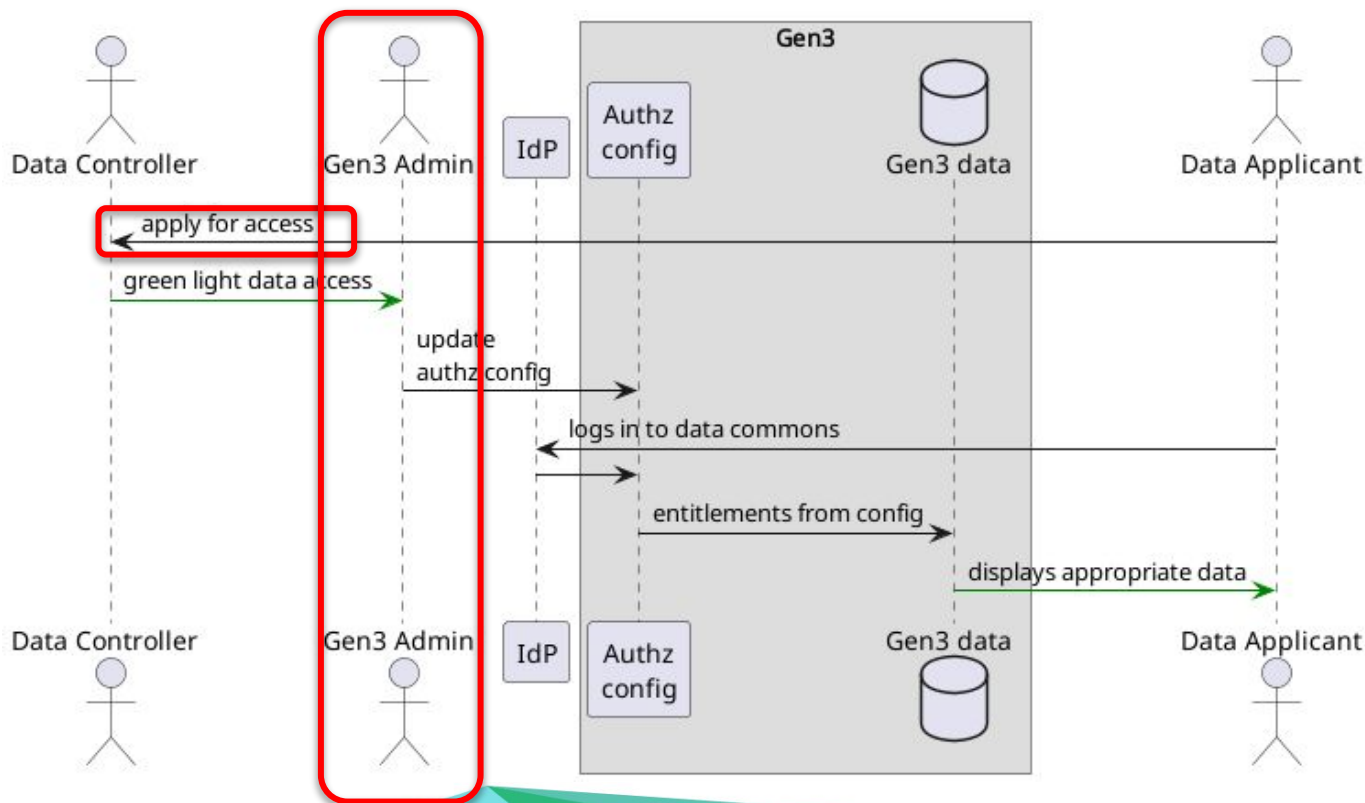 Gen3
Data Controller
Gen3 Admin
IdP
Authz
config
Gen3 data
Data Applicant
apply for access
green light data access
update
authz config
logs in to data commons
entitlements from config
displays appropriate data
Data Controller
Gen3 Admin
IdP
Authz
config
Gen3 data
Data Applicant